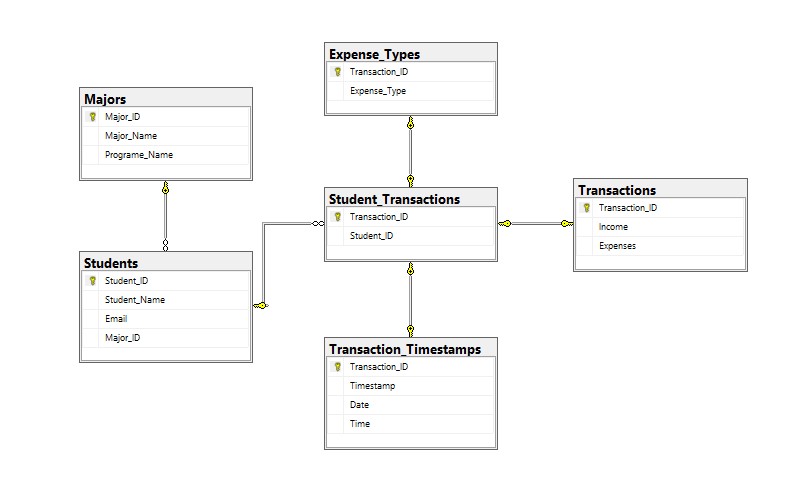 Expense_Types
Transaction_ID
Expense_Type
Majors
Major_ID
Major_Name
Programe_Name
Student_Transactions
Transaction_ID
Student_ID
Transactions
Transaction_ID
Income
Expenses
Students
Student_ID
Student_Name
Email
Major_ID
Transaction_Timestamps
Transaction_ID
Timestamp
Date
Time